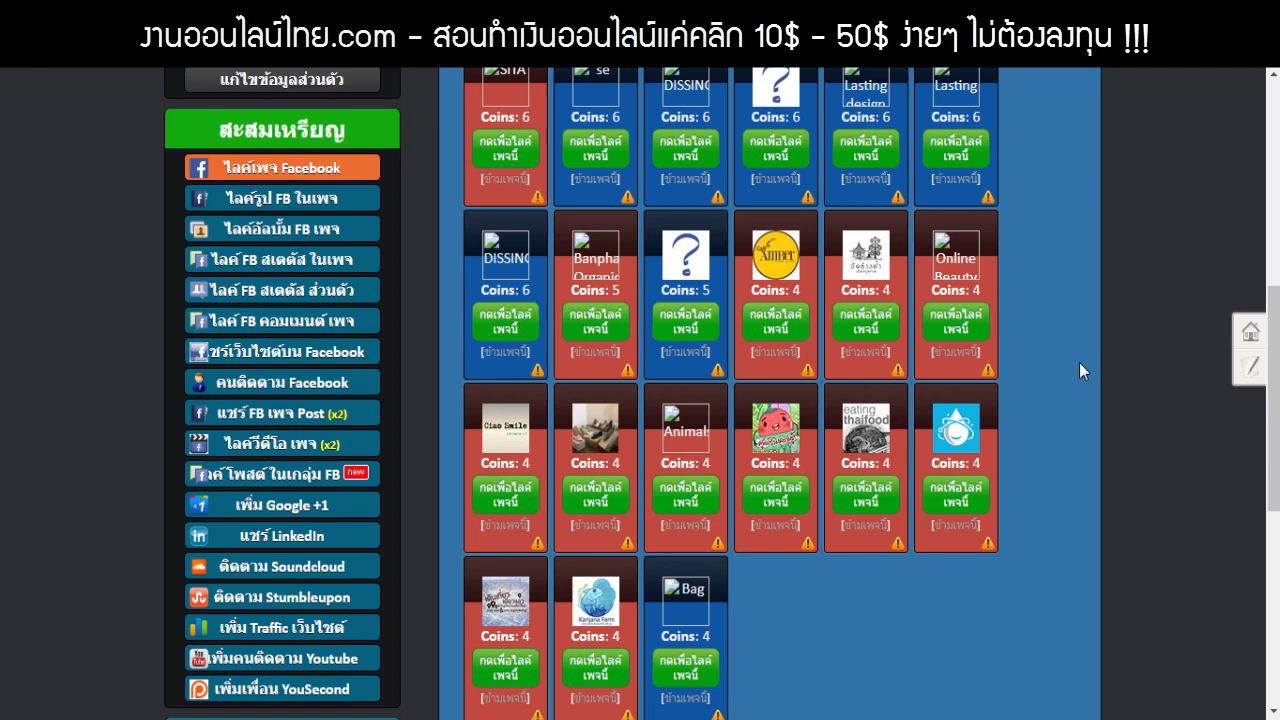 งานออนไลน์ไทย.com - สอนทำเงินออนไลน์แค่คลิก 10$ - 50$ ง่ายๆ ไม่ต้องลงทุน !!!
แก้ไขข้อมูลส่วนตัว
สะสมเหรียญ
ไลค์เพจ Facebook
ไลค์รูป FB ในเพจ
ไลค์อัลบั้ม FB เพจ
ไลค์ FB สเตตัส ในเพจ
ไลค์ FB สเตตัส ส่วนตัว
ไลค์ FB คอมเมนต์ เพจ
ชร์เว็บไซต์บน Facebook
คนติดตาม Facebook
แชร์ FB เพจ Post (x2)
ไลควีดีโอ เพจ (x2)
ค์ โพสต์ ในกลุ่ม FB new
เพิ่ม Google +1
แชร์ LinkedIn
ติดตาม Soundcloud
ติดตาม Stumbleupon
เพิ่ม Traffic เว็บไซต์
เพิ่มคนติดตาม Youtube
เพิ่มเพื่อน YouSecond
SITA se DISSING Lasting design Lasting
Coins: 6 Coins: 6 Coins: 6 Coins: 6 Coins: 6 Coins: 6
กดเพื่อไลค์ กดเพื่อไลค์ กดเพื่อไลค์ กดเพื่อไลค์ กดเพื่อไลค์ กดเพื่อไลค์
เพจนี้ เพจนี้ เพจนี้ เพจนี้ เพจนี้ เพจนี้
[ข้ามเพจนี้] [ข้ามเพจนี้] [ข้ามเพจนี้] [ข้ามเพจนี้] [ข้ามเพจนี้] [ข้ามเพจนี้]
DISSING Banpha Organic AMBER Online Beauty
Coins: 6 Coins: 5 Coins: 5 Coins: 4 Coins: 4 Coins: 4
กดเพื่อไลค์ กดเพื่อไลค์ กดเพื่อไลค์ กดเพื่อไลค์ กดเพื่อไลค์ กดเพื่อไลค์
เพจนี้ เพจนี้ เพจนี้ เพจนี้ เพจนี้ เพจนี้
[ข้ามเพจนี้] [ข้ามเพจนี้] [ข้ามเพจนี้] [ข้ามเพจนี้] [ข้ามเพจนี้] [ข้ามเพจนี้]
Ciao Smile Animals eating thaifood
Coins: 4 Coins: 4 Coins: 4 Coins: 4 Coins: 4 Coins: 4
กดเพื่อไลค์ กดเพื่อไลค์ กดเพื่อไลค์ กดเพื่อไลค์ กดเพื่อไลค์ กดเพื่อไลค์
เพจนี้ เพจนี้ เพจนี้ เพจนี้ เพจนี้ เพจนี้
[ข้ามเพจนี้] [ข้ามเพจนี้] [ข้ามเพจนี้] [ข้ามเพจนี้] [ข้ามเพจนี้] [ข้ามเพจนี้]
Kanjana Farm Bag
Coins: 4 Coins: 4 Coins: 4
กดเพื่อไลค์ กดเพื่อไลค์ กดเพื่อไลค์
เพจนี้ เพจนี้ เพจนี้
[ข้ามเพจนี้] [ข้ามเพจนี้] [ข้ามเพจนี้]